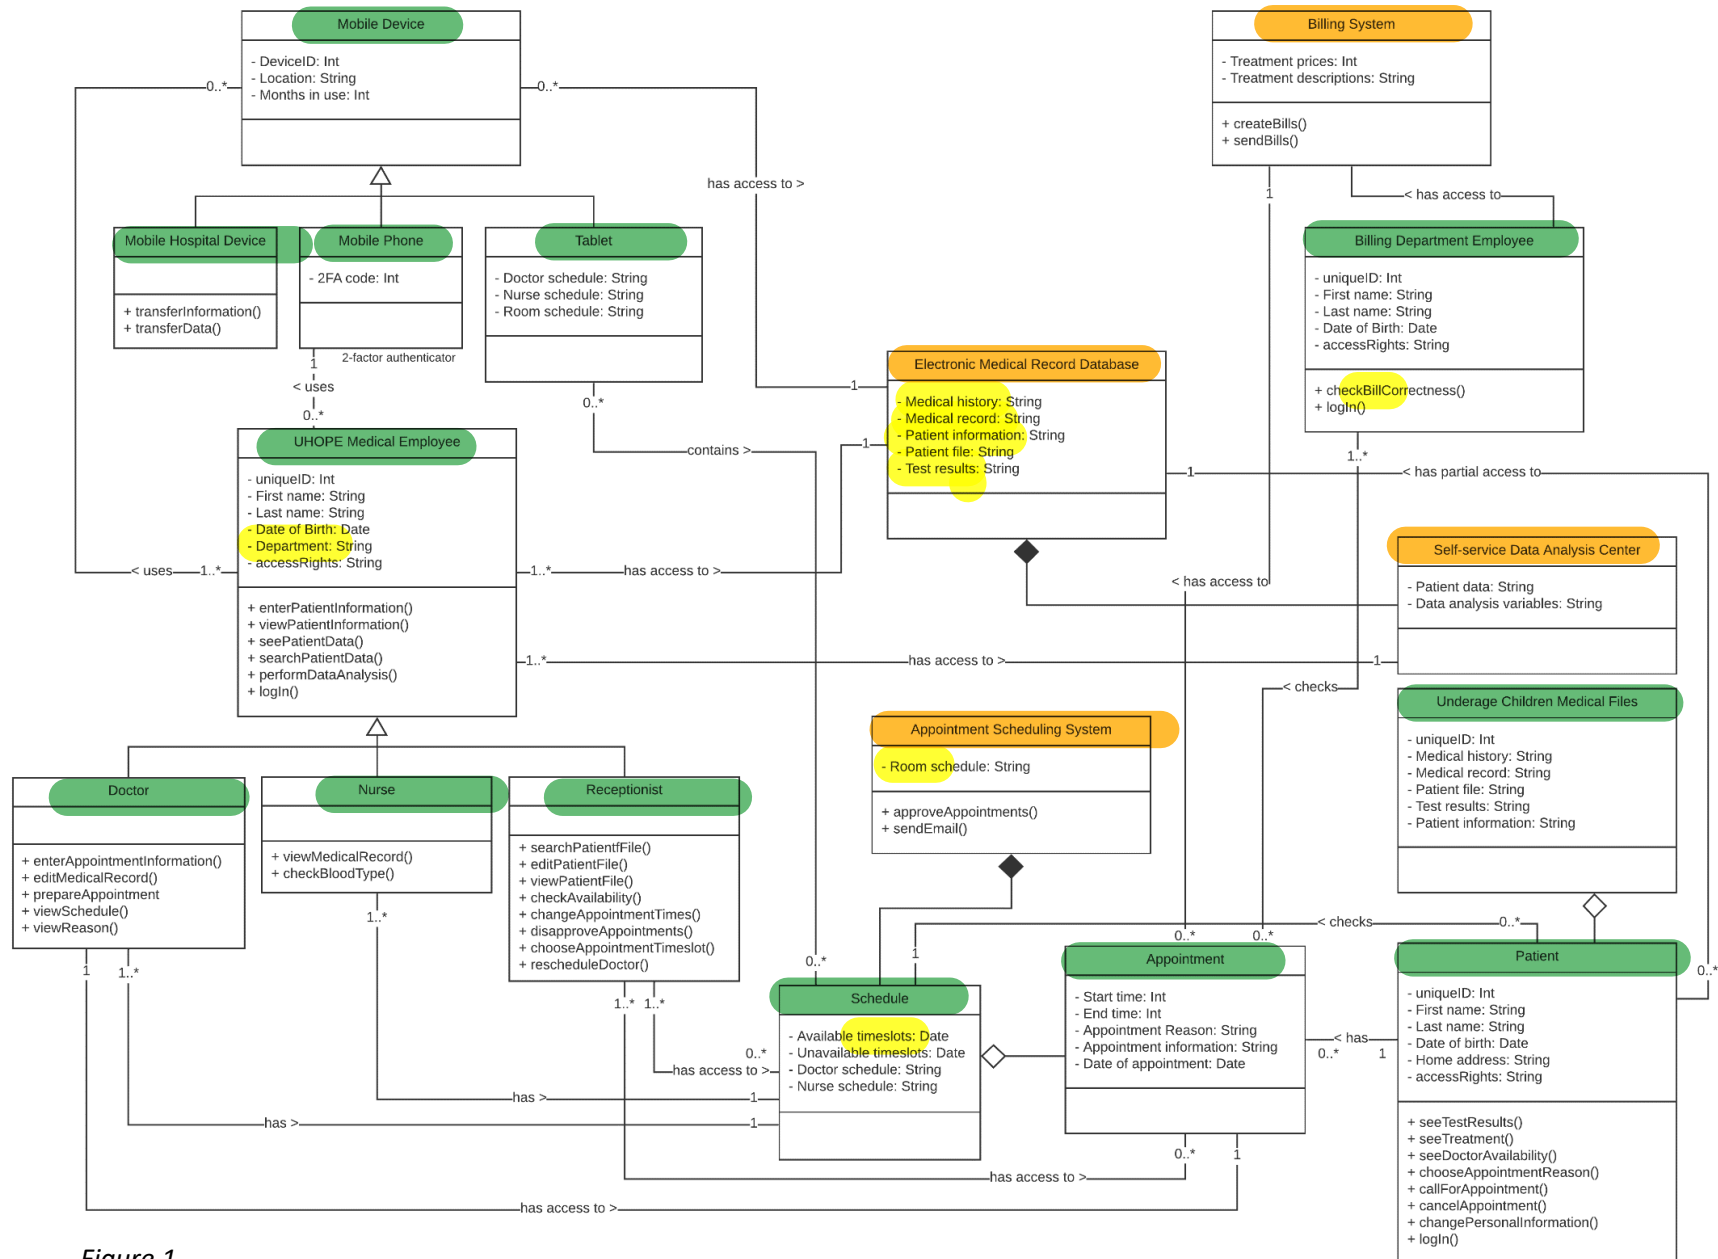 Mobile Device
- DeviceID: Int
- Location: String
- Months in use: Int
0..*
0..*
Billing System
- Treatment prices: Int
- Treatment descriptions: String
+ createBills()
+ sendBills()
has access to >
1
< has access to
Mobile Hospital Device
+ transferInformation()
+ transferData()
Mobile Phone
- 2FA code: Int
2-factor authenticator
Tablet
- Doctor schedule: String
- Nurse schedule: String
- Room schedule: String
Billing Department Employee
- uniqueID: Int
- First name: String
- Last name: String
- Date of Birth: Date
- accessRights: String
+ checkBillCorrectness()
+ logIn()
1
< uses
0..*
0..*
contains >
1
1
Electronic Medical Record Database
- Medical history: String
- Medical record: String
- Patient information: String
- Patient file: String
- Test results: String
1..*
1
< has partial access to
UHOPE Medical Employee
- uniqueID: Int
- First name: String
- Last name: String
- Date of Birth: Date
- Department: String
- accessRights: String
+ enterPatientInformation()
+ viewPatientInformation()
+ seePatientData()
+ searchPatientData()
+ performDataAnalysis()
+ logIn()
< uses
1..*
1..*
has access to >
< has access to
Self-service Data Analysis Center
- Patient data: String
- Data analysis variables: String
1..*
has access to >
1
< checks
Underage Children Medical Files
- uniqueID: Int
- Medical history: String
- Medical record: String
- Patient file: String
- Test results: String
- Patient information: String
Appointment Scheduling System
- Room schedule: String
+ approveAppointments()
+ sendEmail()
Doctor
+ enterAppointmentInformation()
+ editMedicalRecord()
+ prepareAppointment
+ viewSchedule()
+ viewReason()
Nurse
+ viewMedicalRecord()
+ checkBloodType()
Receptionist
+ searchPatientfFile()
+ editPatientFile()
+ viewPatientFile()
+ checkAvailability()
+ changeAppointmentTimes()
+ disapproveAppointments()
+ chooseAppointmentTimeslot()
+ rescheduleDoctor()
1..*
< checks
0..*
0..*
0..*
1
1..*
0..*
1
0..*
1..*
1..*
Schedule
- Available timeslots: Date
- Unavailable timeslots: Date
- Doctor schedule: String
- Nurse schedule: String
Appointment
- Start time: Int
- End time: Int
- Appointment Reason: String
- Appointment information: String
- Date of appointment: Date
Patient
- uniqueID: Int
- First name: String
- Last name: String
- Date of birth: Date
- Home address: String
- accessRights: String
+ seeTestResults()
+ seeTreatment()
+ seeDoctorAvailability()
+ chooseAppointmentReason()
+ callForAppointment()
+ cancelAppointment()
+ changePersonalInformation()
+ logIn()
< has
0..*
1
0..*
has access to >
has >
1
has >
1
0..*
1
has access to >
has access to >
Figure 1